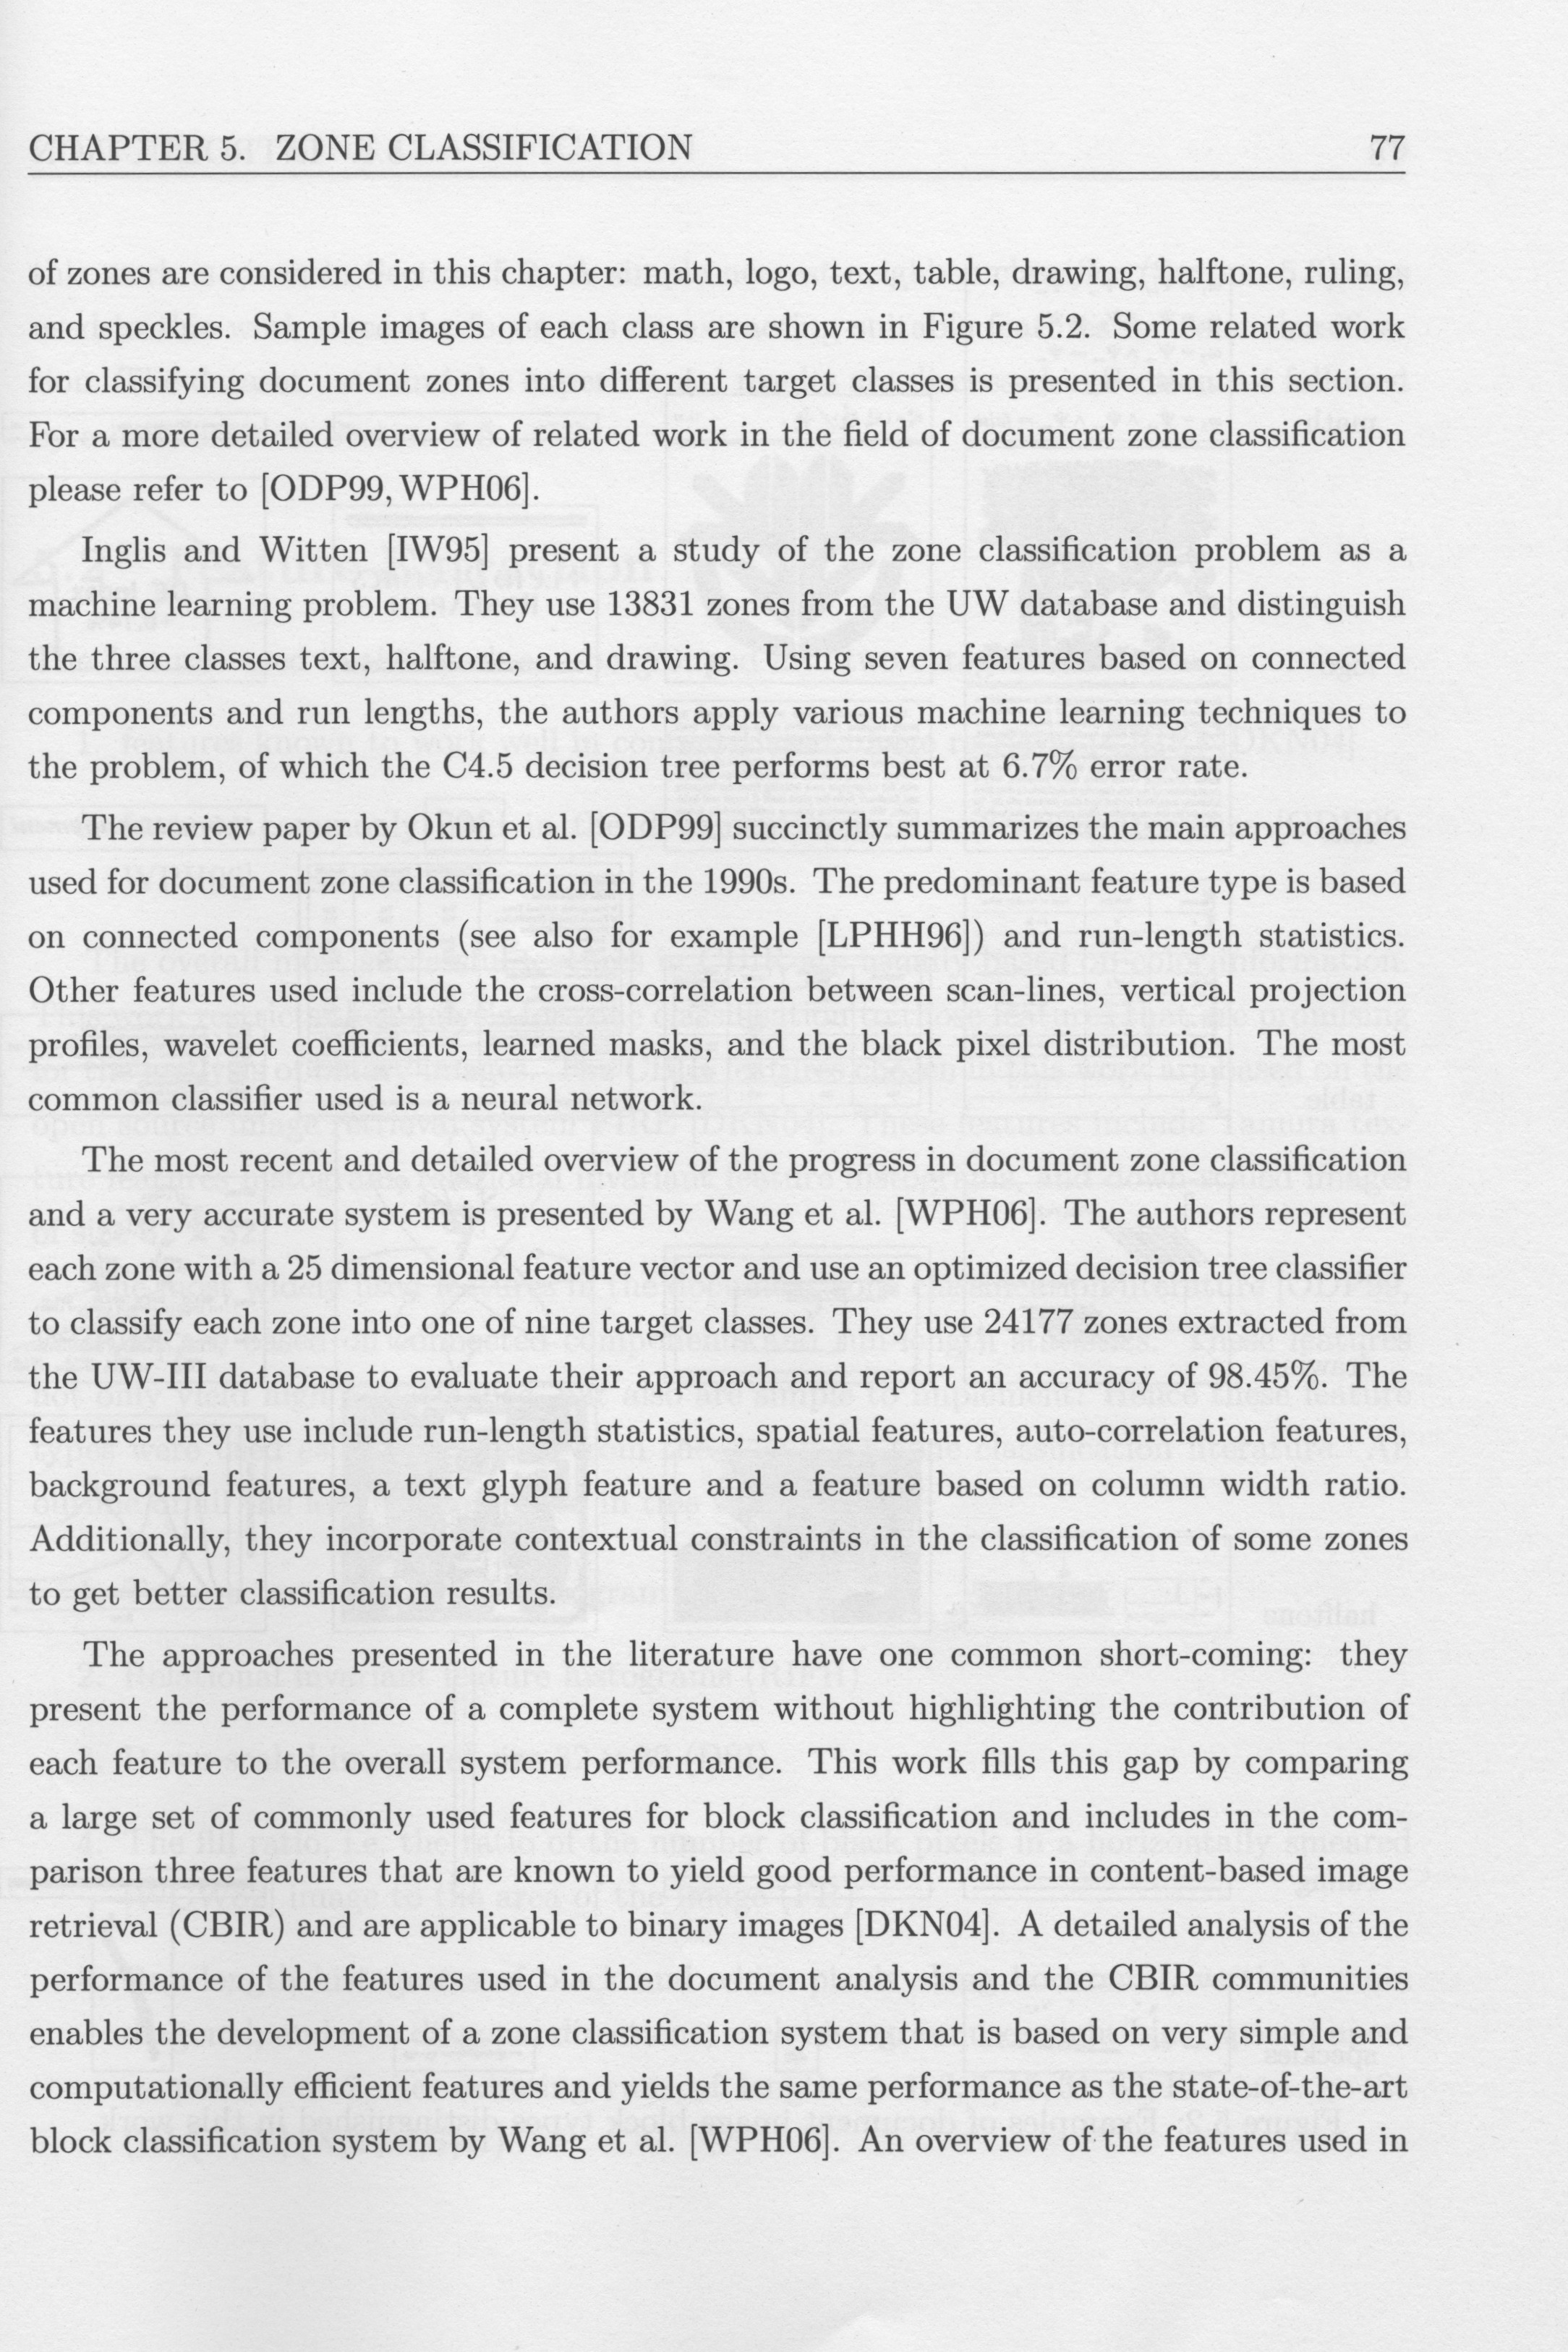 CHAPTER 5. ZONE CLASSIFICATION 77
of zones are considered in this chapter: math, logo, text, table, drawing, halftone, ruling,
and speckles. Sample images of each class are shown in Figure 5.2. Some related work
for classifying document zones into different target classes is presented in this section.
For a more detailed overview of related work in the field of document zone classification
please refer to [ODP99, WPH06].
Inglis and Witten [IW95] present a study of the zone classification problem as a
machine learning problem. They use 13831 zones from the UW database and distinguish
the three classes text, halftone, and drawing. Using seven features based on connected
components and run lengths, the authors apply various machine learning techniques to
the problem, of which the C4.5 decision tree performs best at 6.7% error rate.
The review paper by Okun et al. [ODP99] succinctly summarizes the main approaches
used for document zone classification in the 1990s. The predominant feature type is based
on connected components (see also for example [LPHH96]) and run-length statistics.
Other features used include the cross-correlation between scan-lines, vertical projection
profiles, wavelet coefficients, learned masks, and the black pixel distribution. The most
common classifier used is a neural network.
The most recent and detailed overview of the progress in document zone classification
and a very accurate system is presented by Wang et al. [WPH06]. The authors represent
each zone with a 25 dimensional feature vector and use an optimized decision tree classifier
to classify each zone into one of nine target classes. They use 24177 zones extracted from
the UW-III database to evaluate their approach and report an accuracy of 98.45%. The
features they use include run-length statistics, spatial features, auto-correlation features,
background features, a text glyph feature and a feature based on column width ratio.
Additionally, they incorporate contextual constraints in the classification of some zones
to get better classification results.
The approaches presented in the literature have one common short-coming: they
present the performance of a complete system without highlighting the contribution of
each feature to the overall system performance. This work fills this gap by comparing
a large set of commonly used features for block classification and includes in the com-
parison three features that are known to yield good performance in content-based image
retrieval (CBIR) and are applicable to binary images [DKN04]. A detailed analysis of the
performance of the features used in the document analysis and the CBIR communities
enables the development of a zone classification system that is based on very simple and
computationally efficient features and yields the same performance as the state-of-the-art
block classification system by Wang et al. [WPH06]. An overview of the features used in